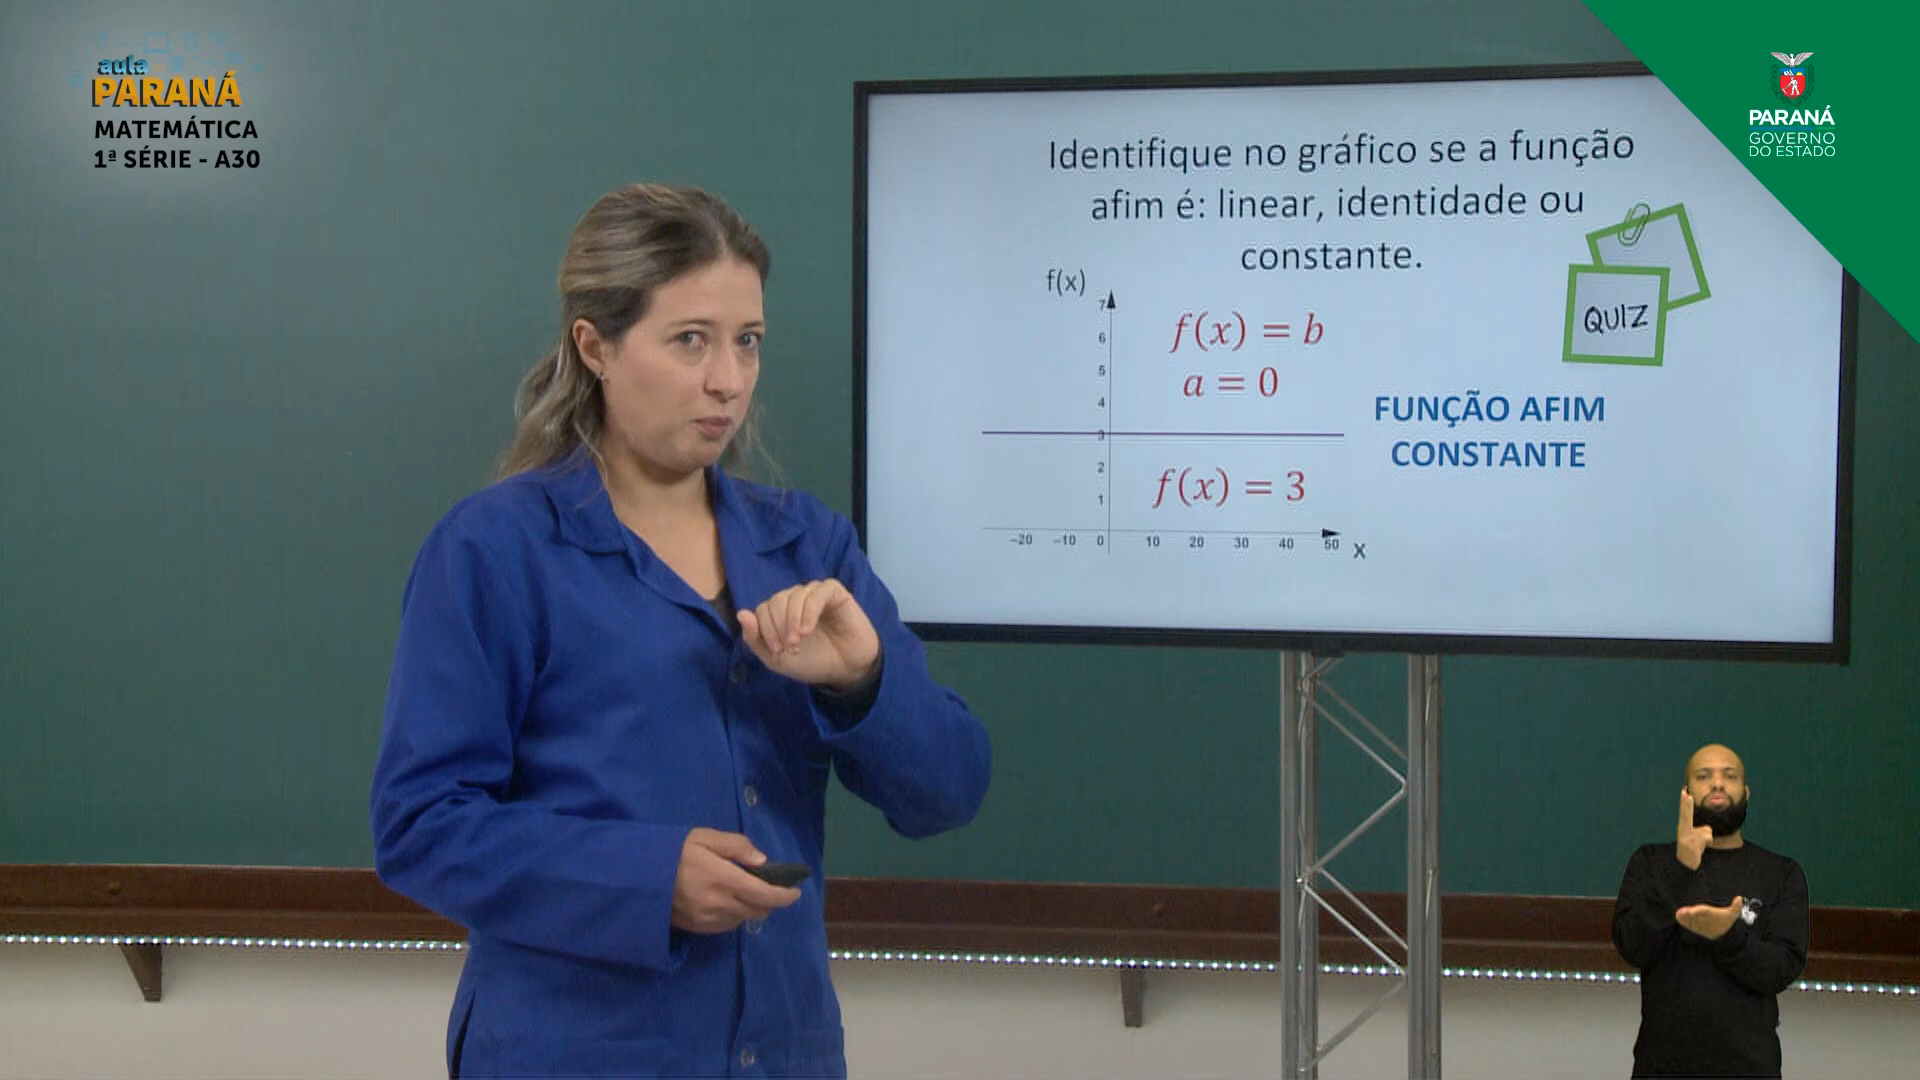 aula
PARANÁ
MATEMÁTICA
1ª SÉRIE - A30
PARANÁ
GOVERNO
DO ESTADO
Identifique no gráfico se a função
afim é: linear, identidade ou
constante.
QUIZ
f(x)
7
6
5
4
3
2
1
f(x) = b
a = 0
FUNÇÃO AFIM
CONSTANTE
f(x) = 3
–20 –10 0 10 20 30 40 50
X